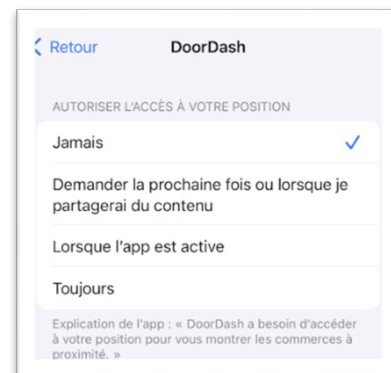 Retour
DoorDash
AUTORISER L'ACCÈS À VOTRE POSITION
Jamais
Demander la prochaine fois ou lorsque je
partagerai du contenu
Lorsque l'app est active
Toujours
Explication de l'app : « DoorDash a besoin d'accéder
à votre position pour vous montrer les commerces à
proximité. »